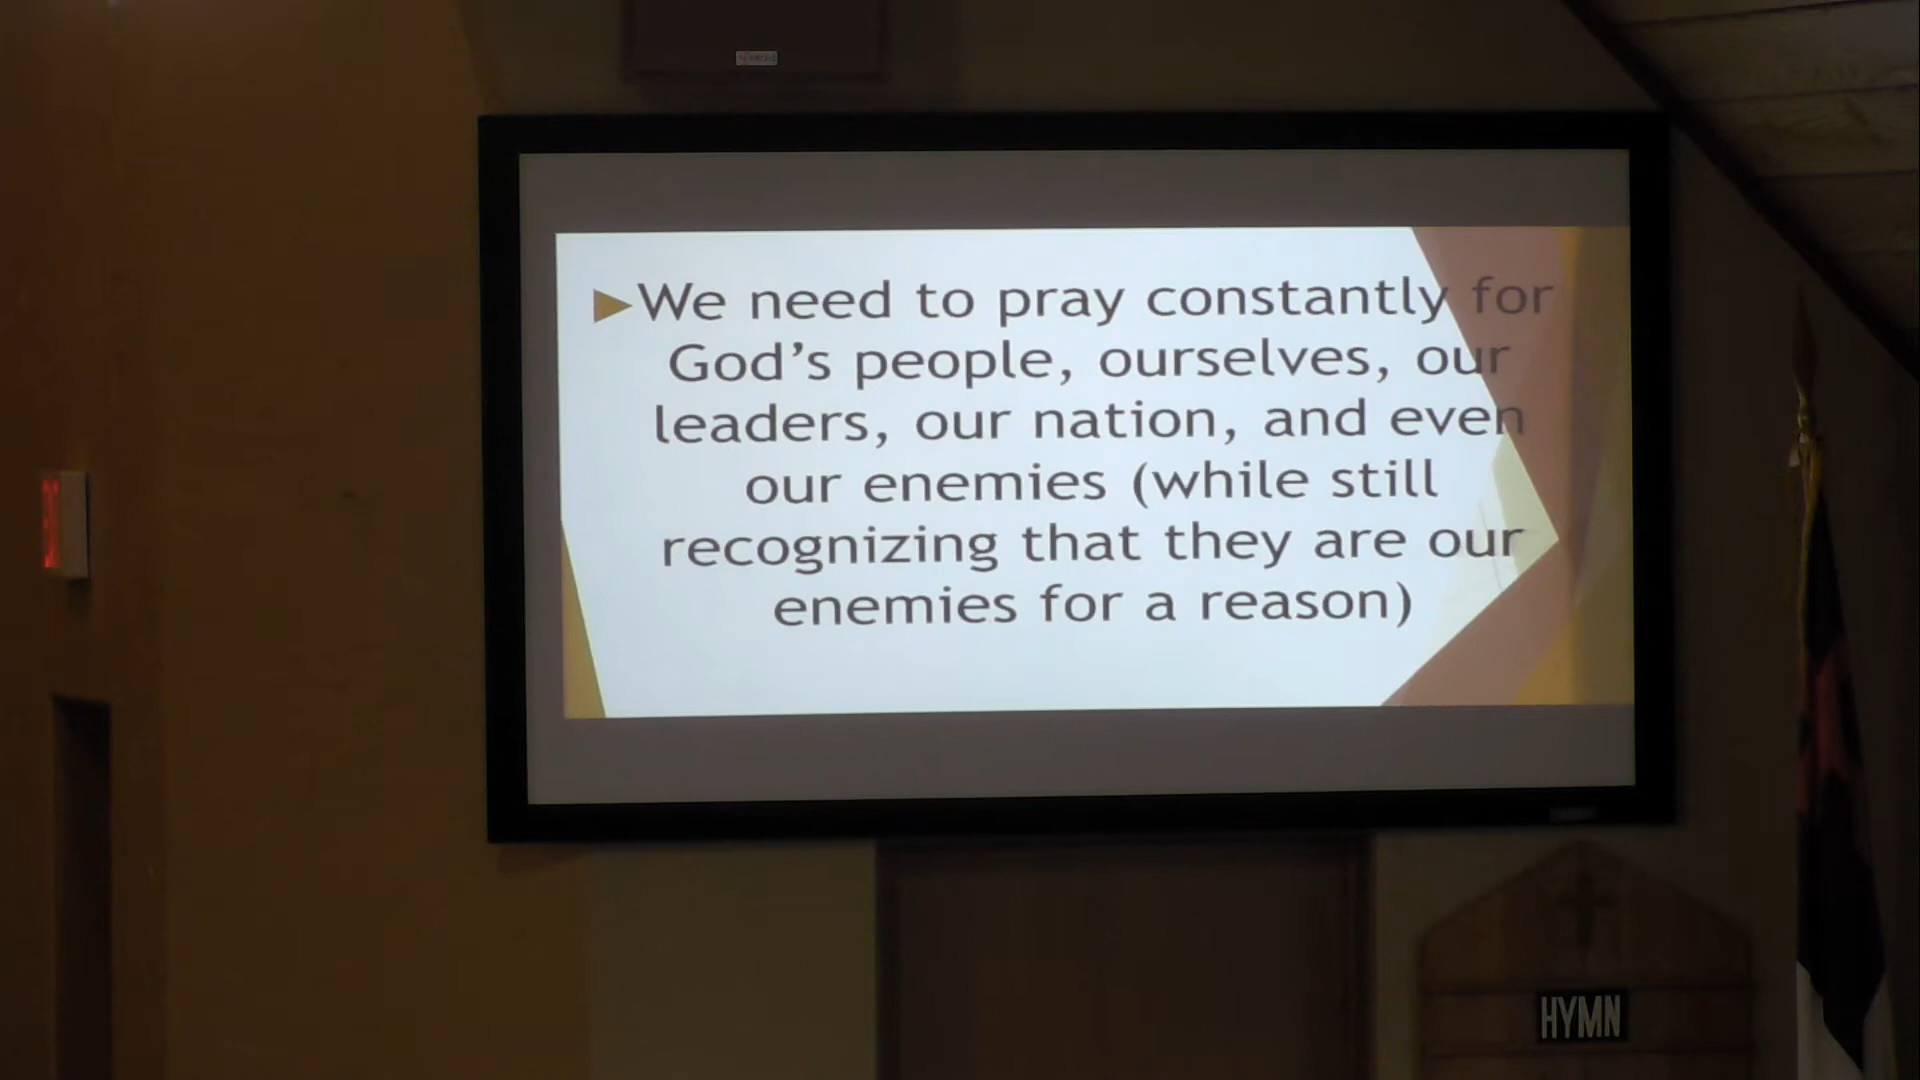 We need to pray constantly for
God's people, ourselves, our
leaders, our nation, and even
our enemies (while still
recognizing that they are our
enemies for a reason)
HYMN